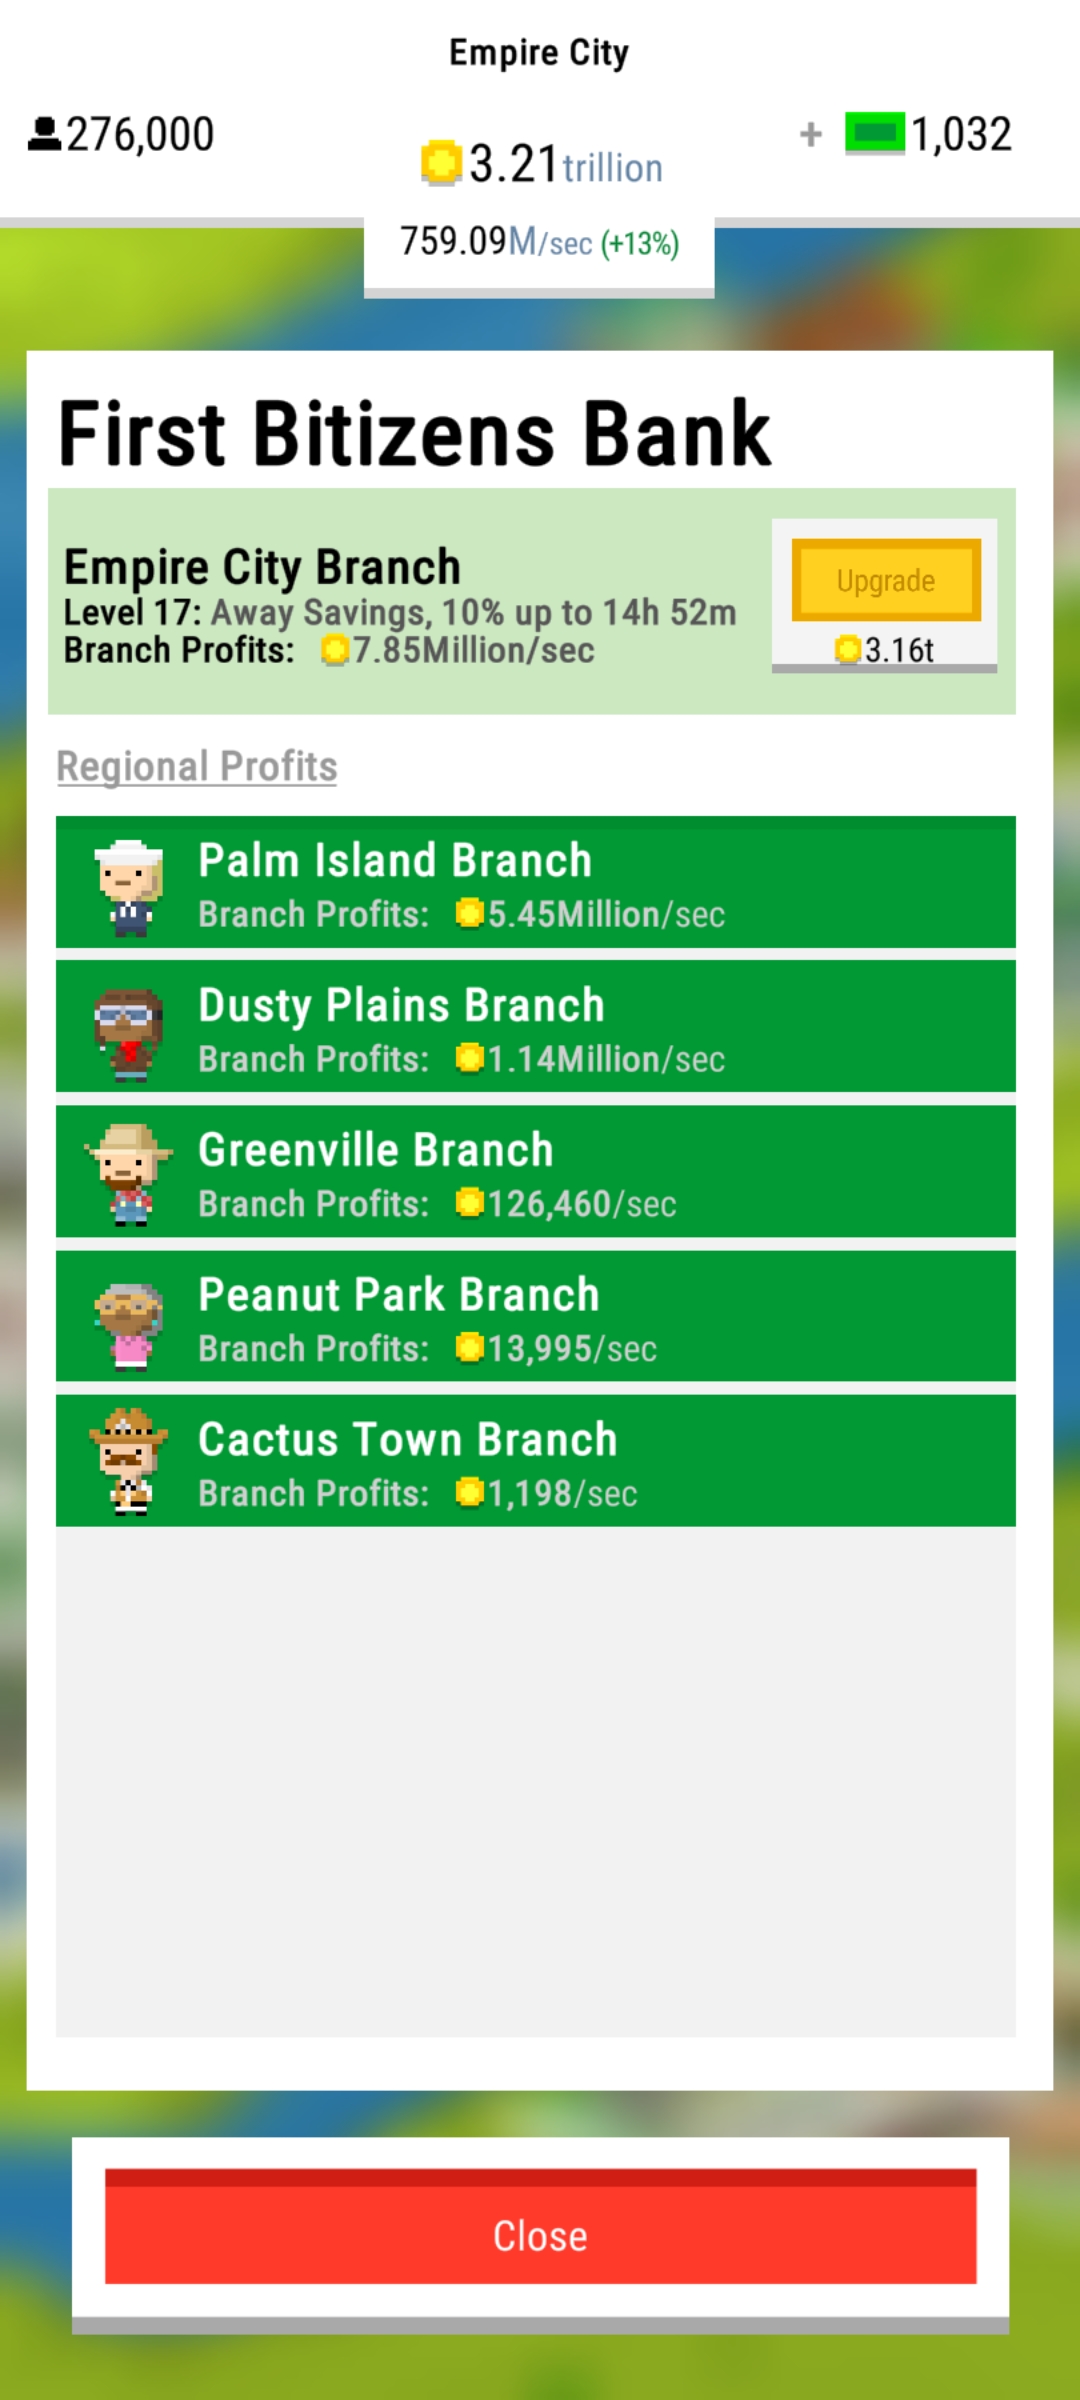 Empire City
276,000
3.21trillion
+ 1,032
759.09M/sec (+13%)
First Bitizens Bank
Empire City Branch
Level 17: Away Savings, 10% up to 14h 52m
Branch Profits: 7.85Million/sec
Upgrade
3.16t
Regional Profits
Palm Island Branch
Branch Profits: 5.45Million/sec
Dusty Plains Branch
Branch Profits: 1.14Million/sec
Greenville Branch
Branch Profits: 126,460/sec
Peanut Park Branch
Branch Profits: 13,995/sec
Cactus Town Branch
Branch Profits: 1,198/sec
Close